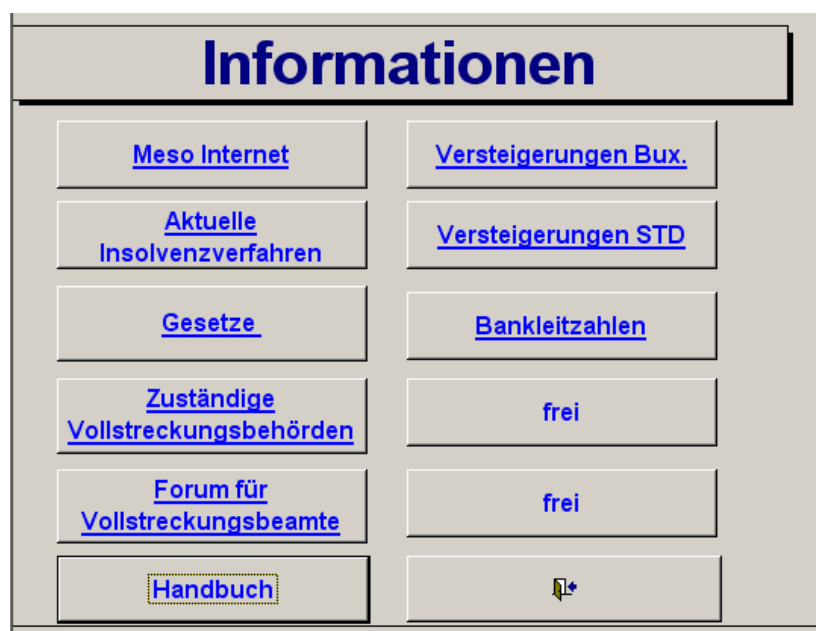 Informationen
Meso Internet
Versteigerungen Bux.
Aktuelle
Insolvenzverfahren
Versteigerungen STD
Gesetze
Bankleitzahlen
Zuständige
Vollstreckungsbehörden
frei
Forum für
Vollstreckungsbeamte
frei
Handbuch